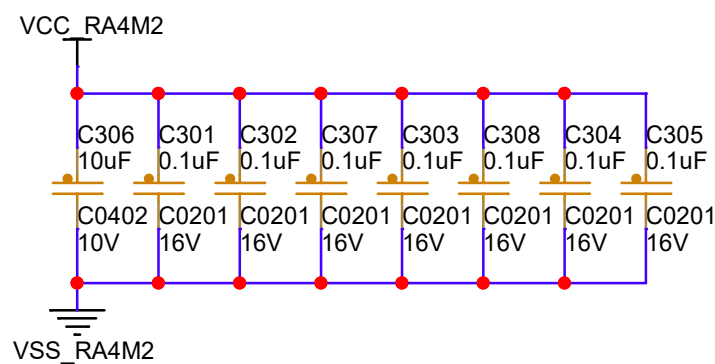 VCC_RA4M2
C306 C301 C302 C307 C303 C308 C304 C305
10uF 0.1uF 0.1uF 0.1uF 0.1uF 0.1uF 0.1uF 0.1uF
C0402 C0201 C0201 C0201 C0201 C0201 C0201 C0201
10V 16V 16V 16V 16V 16V 16V 16V
VSS_RA4M2